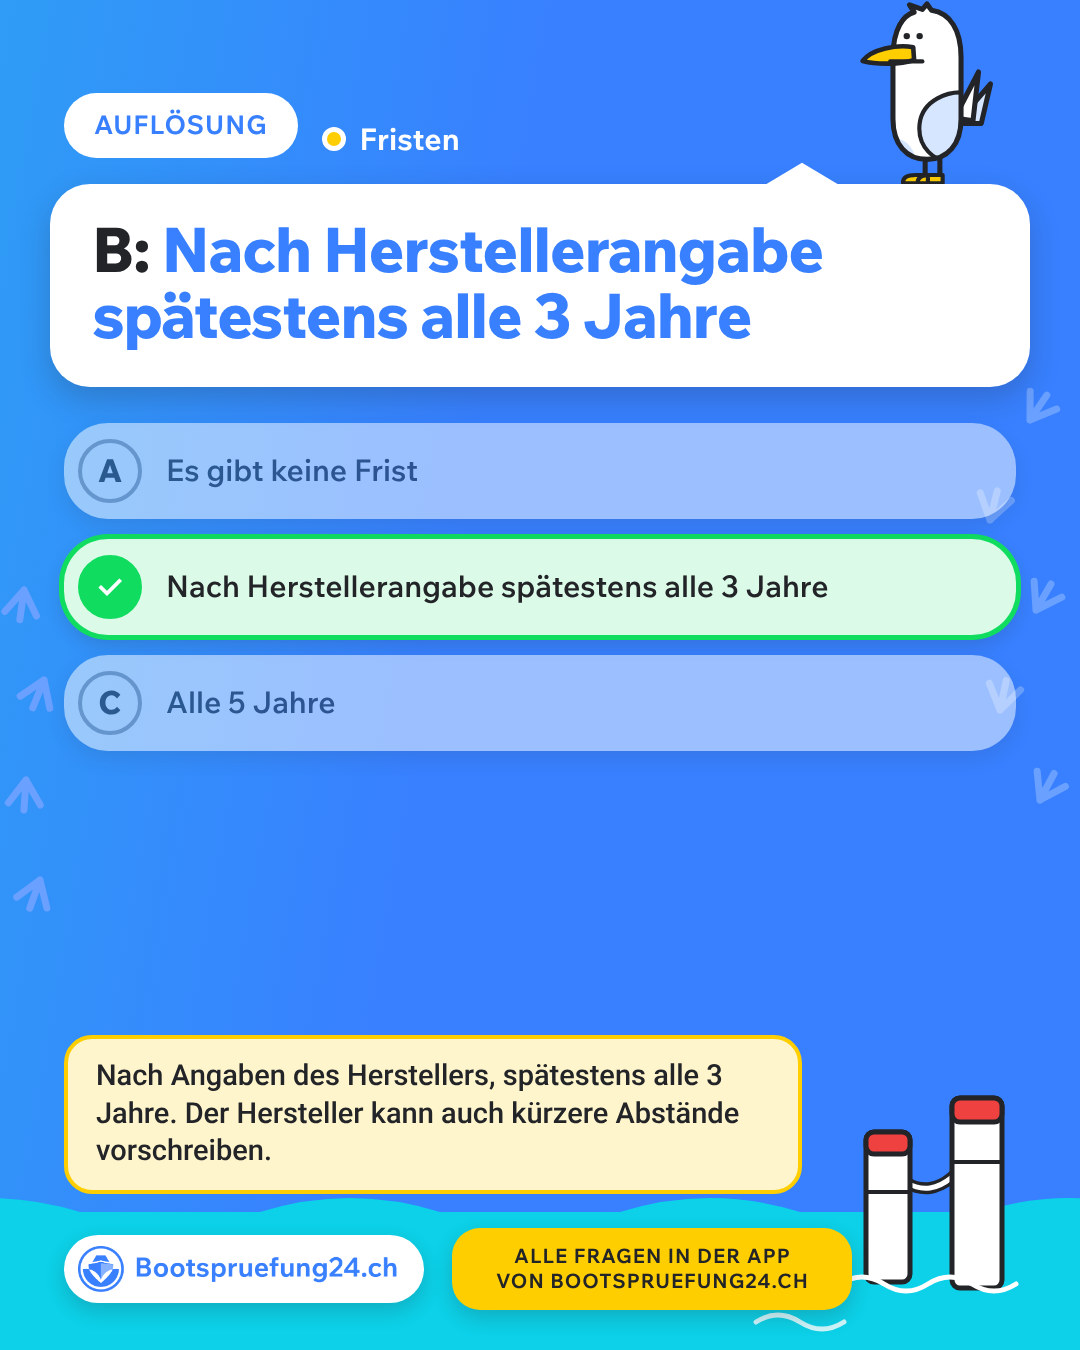 AUFLÖSUNG
Fristen
B: Nach Herstellerangabe
spätestens alle 3 Jahre
A Es gibt keine Frist
Nach Herstellerangabe spätestens alle 3 Jahre
C Alle 5 Jahre
Nach Angaben des Herstellers, spätestens alle 3
Jahre. Der Hersteller kann auch kürzere Abstände
vorschreiben.
Bootspruefung24.ch
ALLE FRAGEN IN DER APP
VON BOOTSPRUEFUNG24.CH